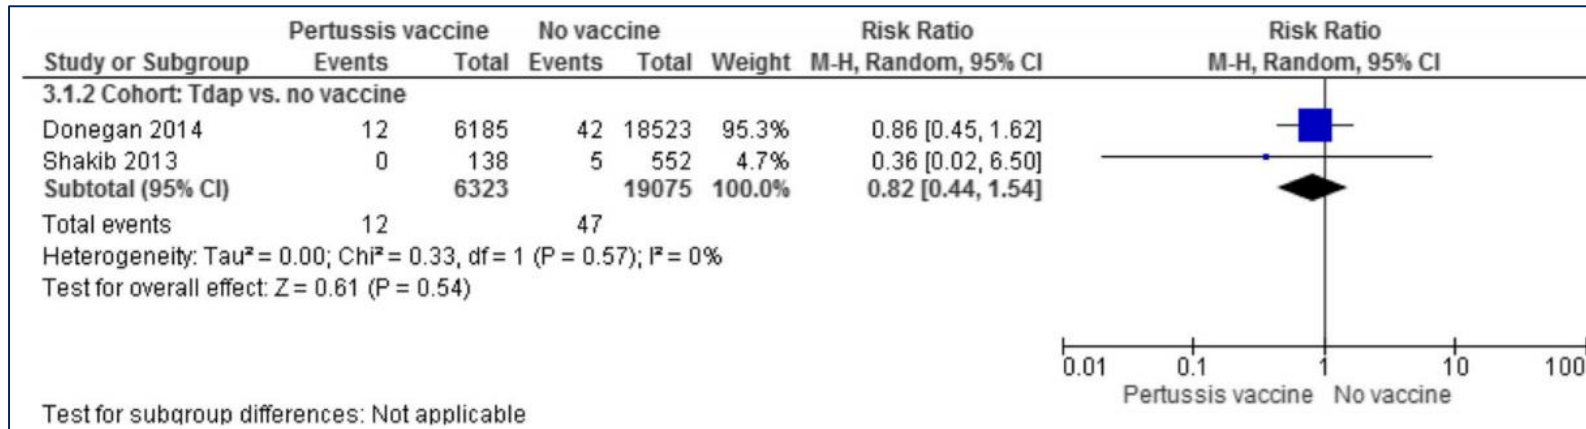 Pertussis vaccine No vaccine Risk Ratio Risk Ratio
Study or Subgroup Events Total Events Total Weight M-H, Random, 95% CI M-H, Random, 95% CI
3.1.2 Cohort: Tdap vs. no vaccine
Donegan 2014 12 6185 42 18523 95.3% 0.86 [0.45, 1.62]
Shakib 2013 0 138 5 552 4.7% 0.36 [0.02, 6.50]
Subtotal (95% CI) 6323 19075 100.0% 0.82 [0.44, 1.54]
Total events 12 47
Heterogeneity: Tau² = 0.00; Chi² = 0.33, df = 1 (P = 0.57); I² = 0%
Test for overall effect: Z = 0.61 (P = 0.54)
0.01 0.1 1 10 100
Pertussis vaccine No vaccine
Test for subgroup differences: Not applicable